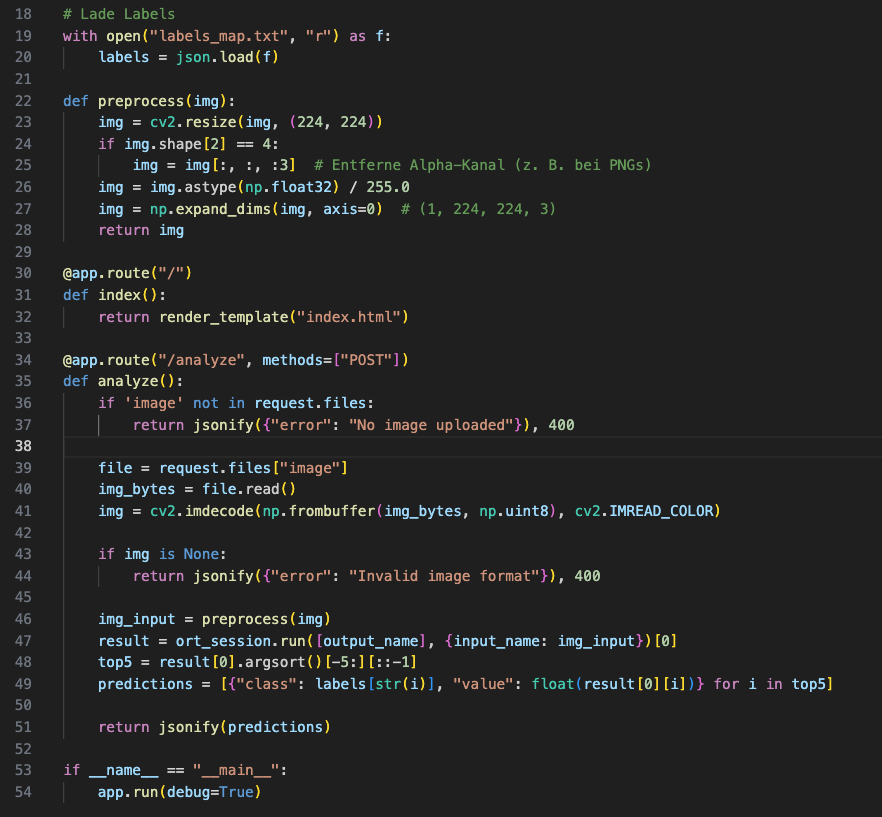 18 # Lade Labels
19 with open("labels_map.txt", "r") as f:
20     labels = json.load(f)
21
22 def preprocess(img):
23     img = cv2.resize(img, (224, 224))
24     if img.shape[2] == 4:
25         img = img[:, :, :3]  # Entferne Alpha-Kanal (z. B. bei PNGs)
26     img = img.astype(np.float32) / 255.0
27     img = np.expand_dims(img, axis=0)  # (1, 224, 224, 3)
28     return img
29
30 @app.route("/")
31 def index():
32     return render_template("index.html")
33
34 @app.route("/analyze", methods=["POST"])
35 def analyze():
36     if 'image' not in request.files:
37         return jsonify({"error": "No image uploaded"}), 400
38
39     file = request.files["image"]
40     img_bytes = file.read()
41     img = cv2.imdecode(np.frombuffer(img_bytes, np.uint8), cv2.IMREAD_COLOR)
42
43     if img is None:
44         return jsonify({"error": "Invalid image format"}), 400
45
46     img_input = preprocess(img)
47     result = ort_session.run([output_name], {input_name: img_input})[0]
48     top5 = result[0].argsort()[-5:][::-1]
49     predictions = [{"class": labels[str(i)], "value": float(result[0][i])} for i in top5]
50
51     return jsonify(predictions)
52
53 if __name__ == "__main__":
54     app.run(debug=True)